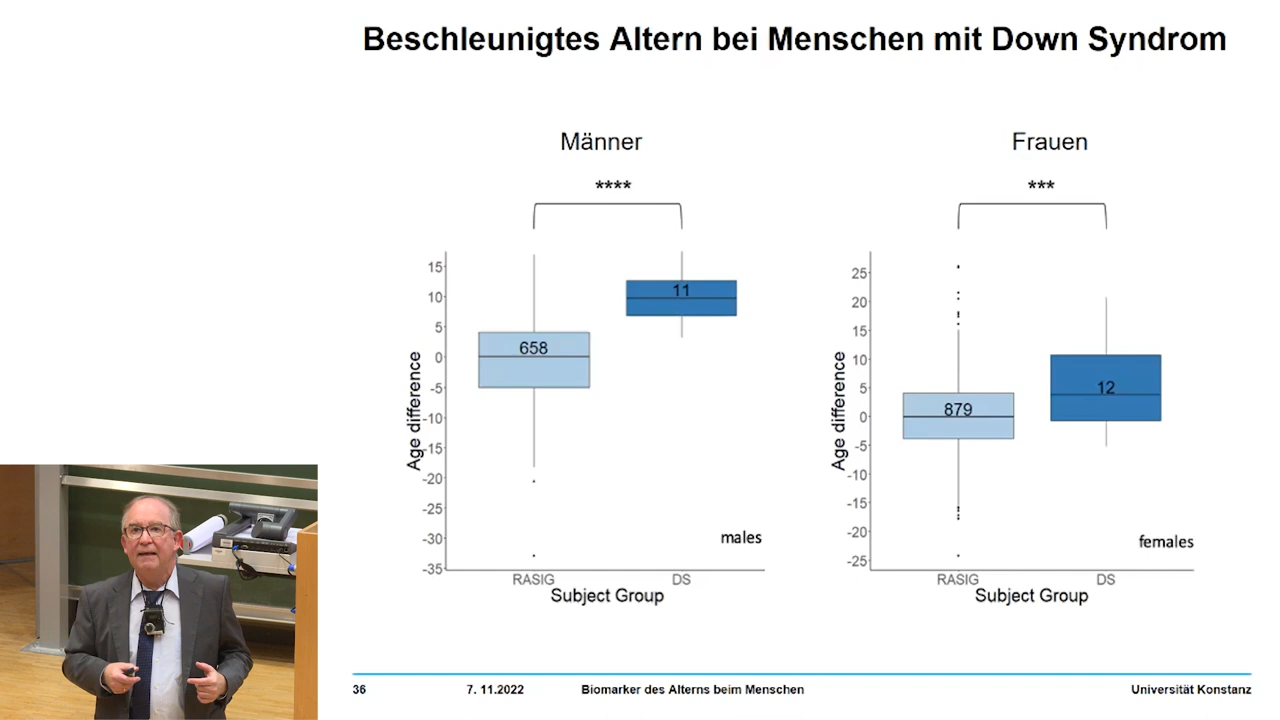 Beschleunigtes Altern bei Menschen mit Down Syndrom
Männer
****
Age difference
15
10
5
0
-5
-10
-15
-20
-25
-30
-35
658
11
males
RASIG
DS
Subject Group
Frauen
***
Age difference
25
20
15
10
5
0
-5
-10
-15
-20
-25
879
12
females
RASIG
DS
Subject Group
36
7. 11.2022
Biomarker des Alterns beim Menschen
Universität Konstanz